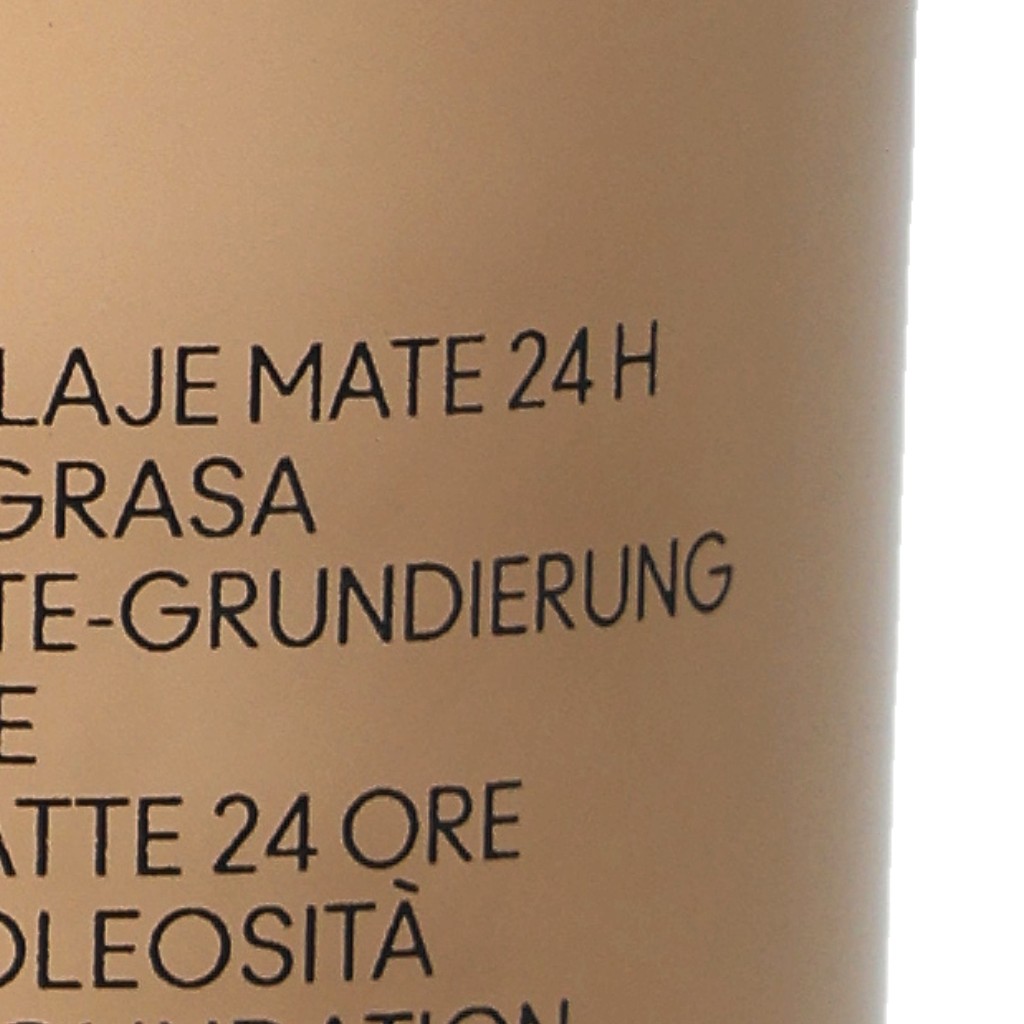 LAJE MATE 24 H
GRASA
TE-GRUNDIERUNG
E
ATTE 24 ORE
OLEOSITÀ